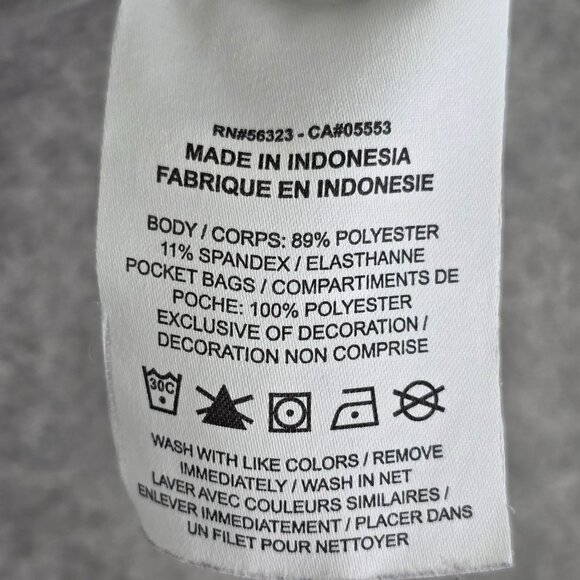 RN#56323 - CA#05553
MADE IN INDONESIA
FABRIQUE EN INDONESIE
BODY / CORPS: 89% POLYESTER
11% SPANDEX / ELASTHANNE
POCKET BAGS / COMPARTIMENTS DE
POCHE: 100% POLYESTER
EXCLUSIVE OF DECORATION /
DECORATION NON COMPRISE
30C
WASH WITH LIKE COLORS / REMOVE
IMMEDIATELY / WASH IN NET
LAVER AVEC COULEURS SIMILAIRES /
ENLEVER IMMEDIATEMENT / PLACER DANS
UN FILET POUR NETTOYER